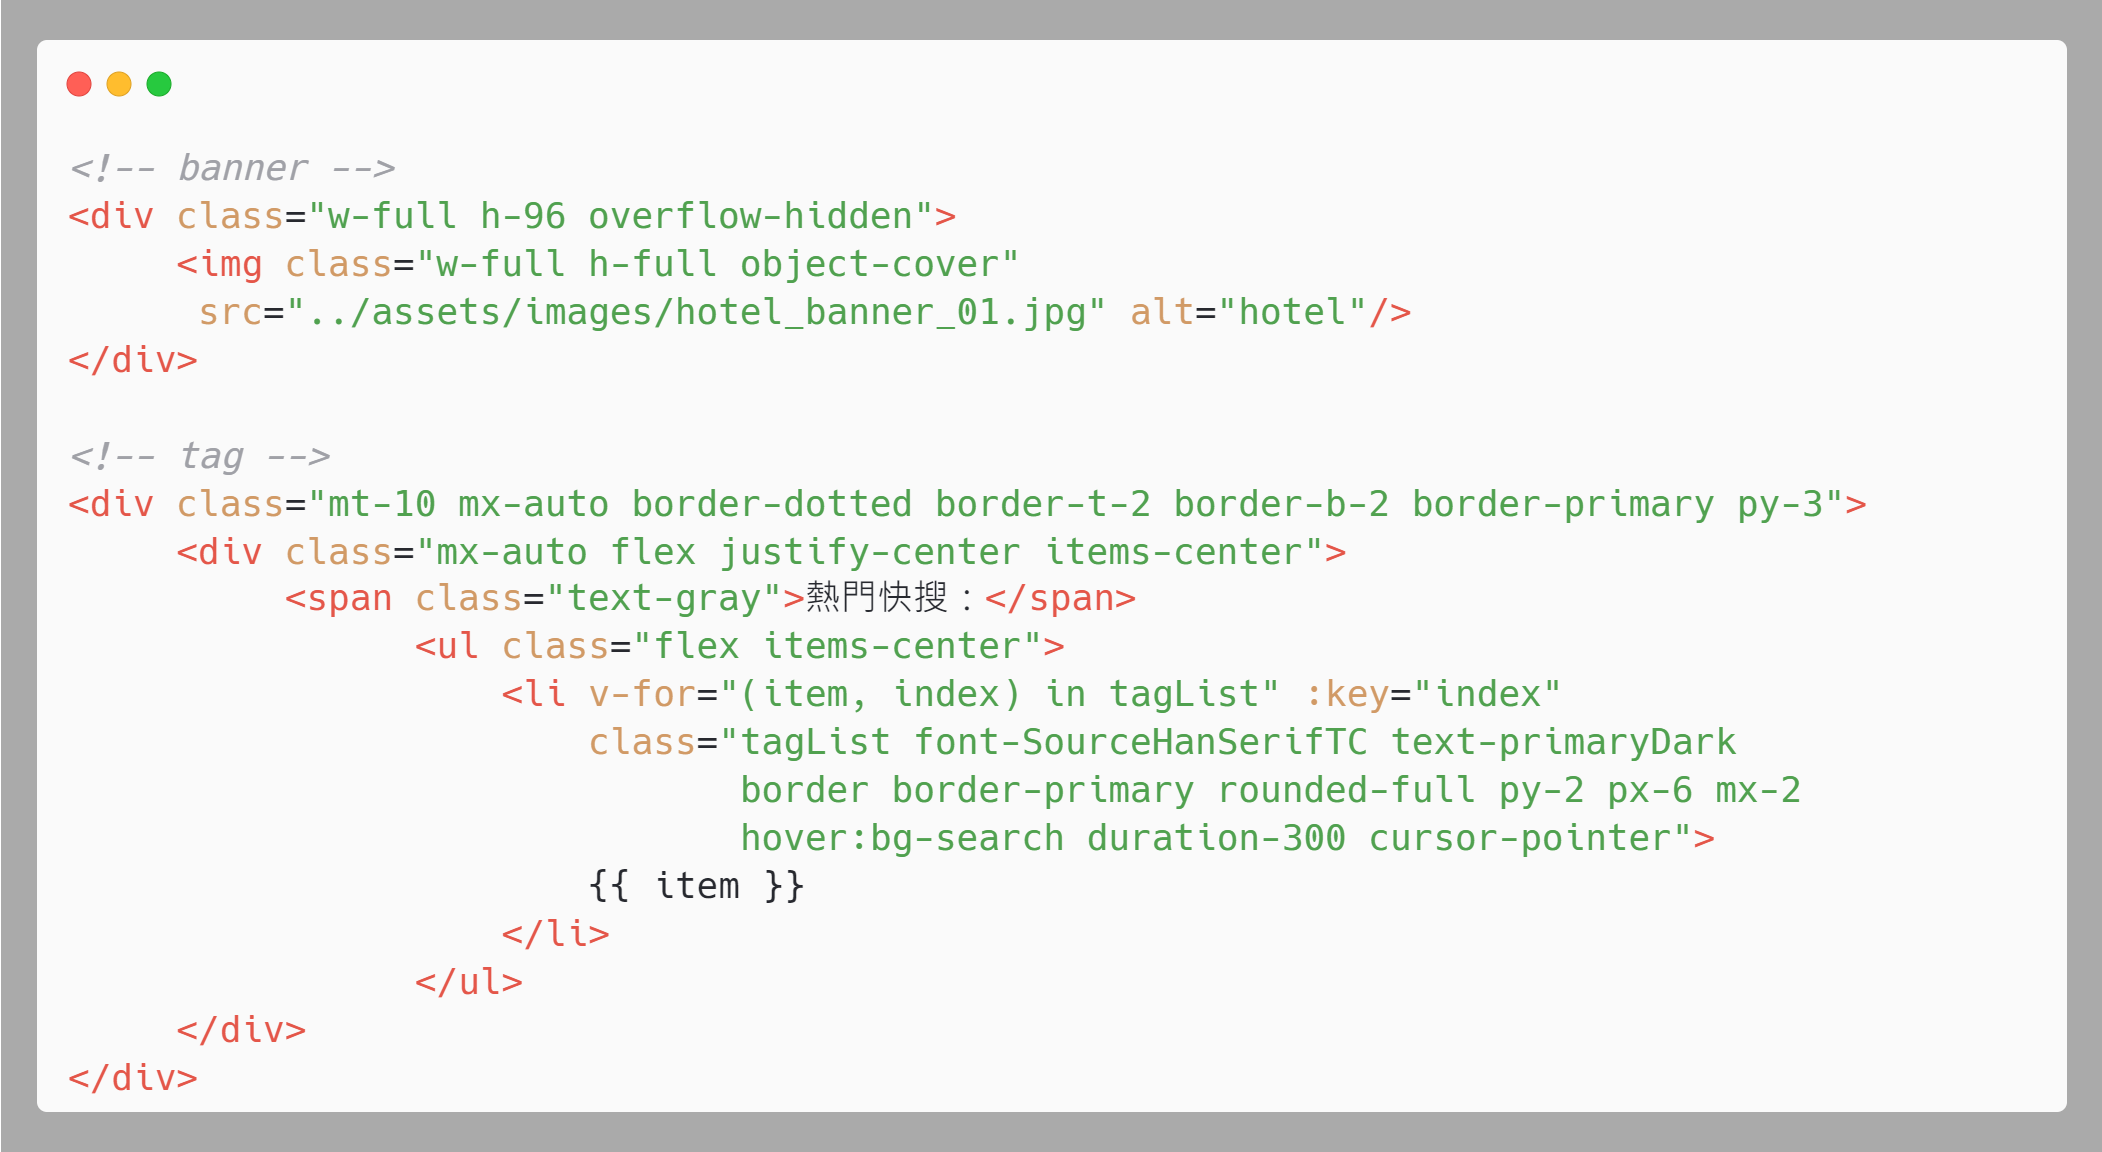 <!-- banner -->
<div class="w-full h-96 overflow-hidden">
<img class="w-full h-full object-cover"
src="../assets/images/hotel_banner_01.jpg" alt="hotel"/>
</div>
<!-- tag -->
<div class="mt-10 mx-auto border-dotted border-t-2 border-b-2 border-primary py-3">
<div class="mx-auto flex justify-center items-center">
<span class="text-gray">熱門快搜：</span>
<ul class="flex items-center">
<li v-for="(item, index) in tagList" :key="index"
class="tagList font-SourceHanSerifTC text-primaryDark
border border-primary rounded-full py-2 px-6 mx-2
hover:bg-search duration-300 cursor-pointer">
{{ item }}
</li>
</ul>
</div>
</div>